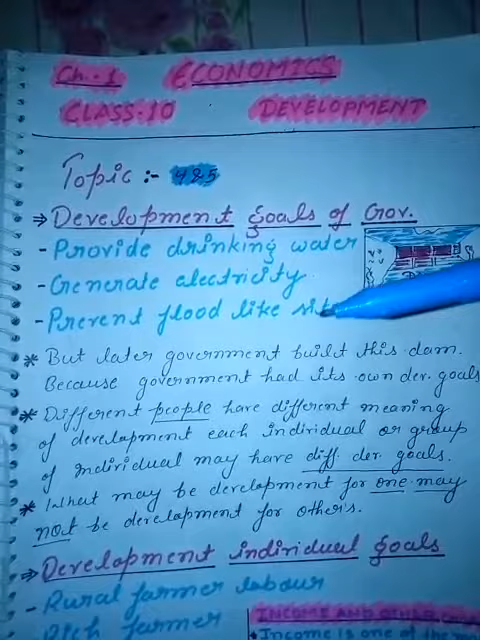 Ch.1 ECONOMICS
CLASS:10 DEVELOPMENT
Topic :- 4&5
⇒ Development goals of Gov.
- Provide drinking water
- Generate electricity
- Prevent flood like
* But later government built this dam.
Because government had its own dev. goals
* Different people have different meaning
of development each individual or group
of individual may have diff. dev. goals.
* What may be development for one may
not be development for other's.
⇒ Development individual goals
- Rural farmer labour
- Rich farmer
INCOME AND OTHER
• Income is one of the